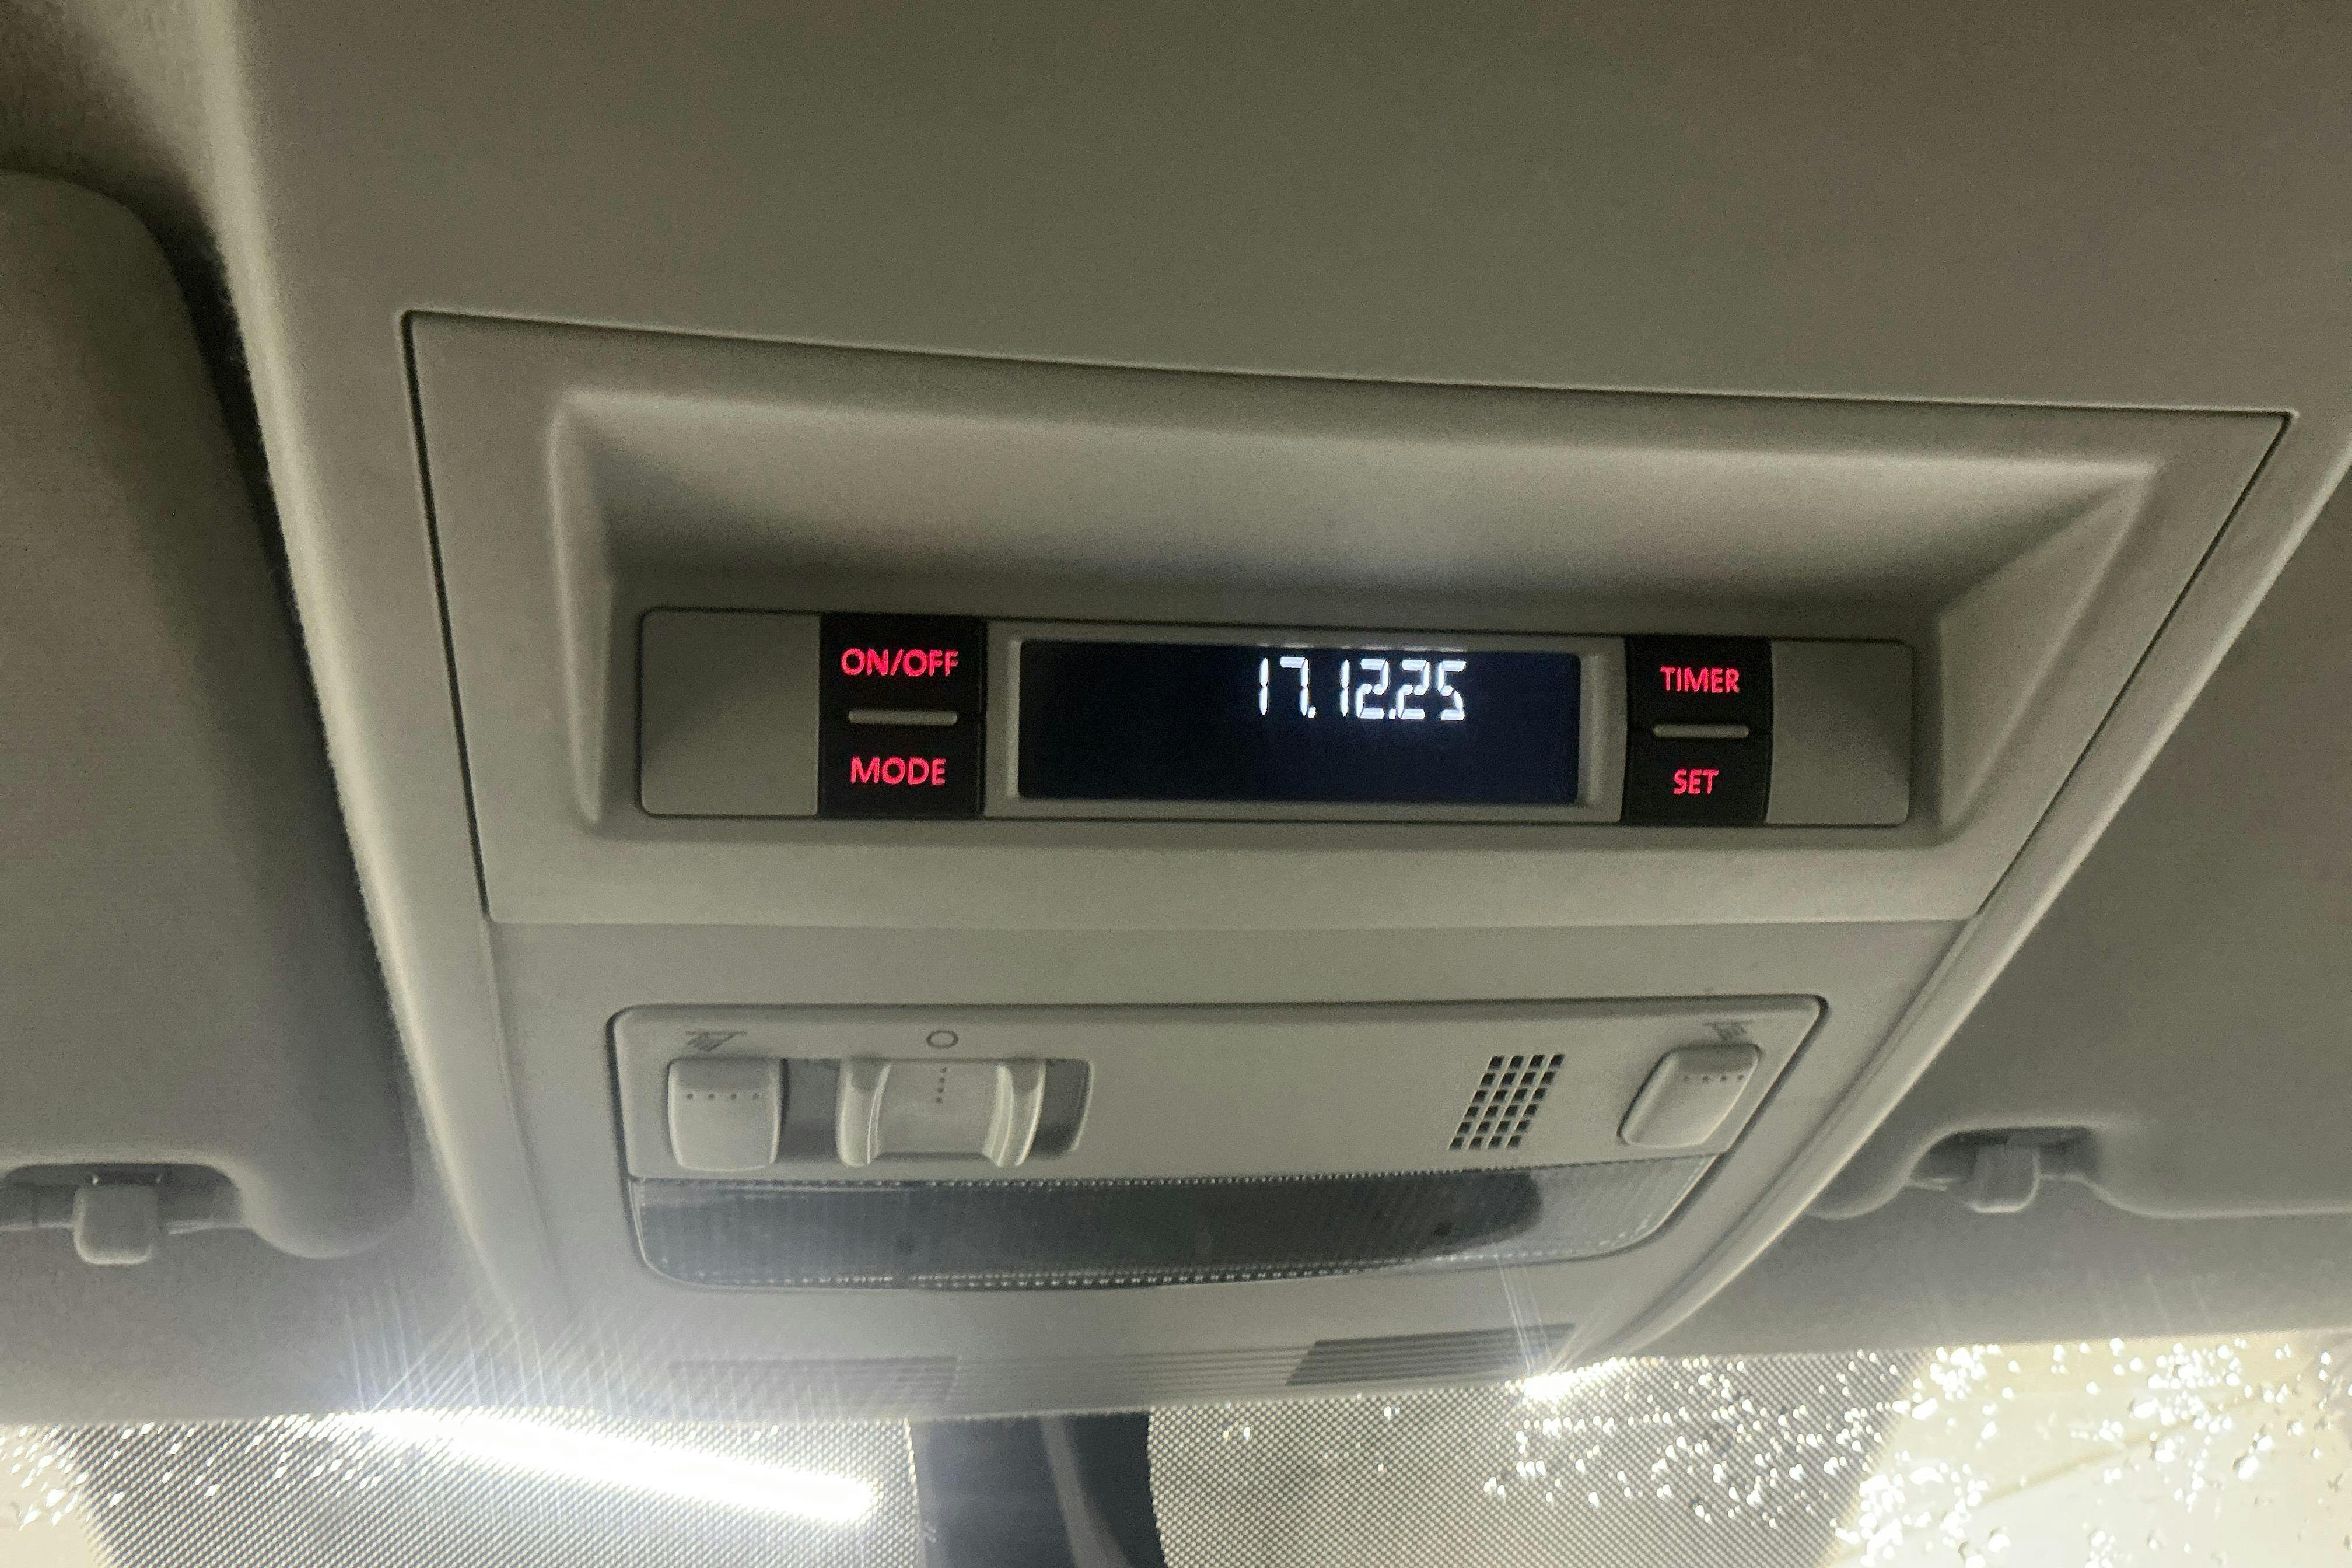 ON/OFF
MODE
17.12.25
TIMER
SET